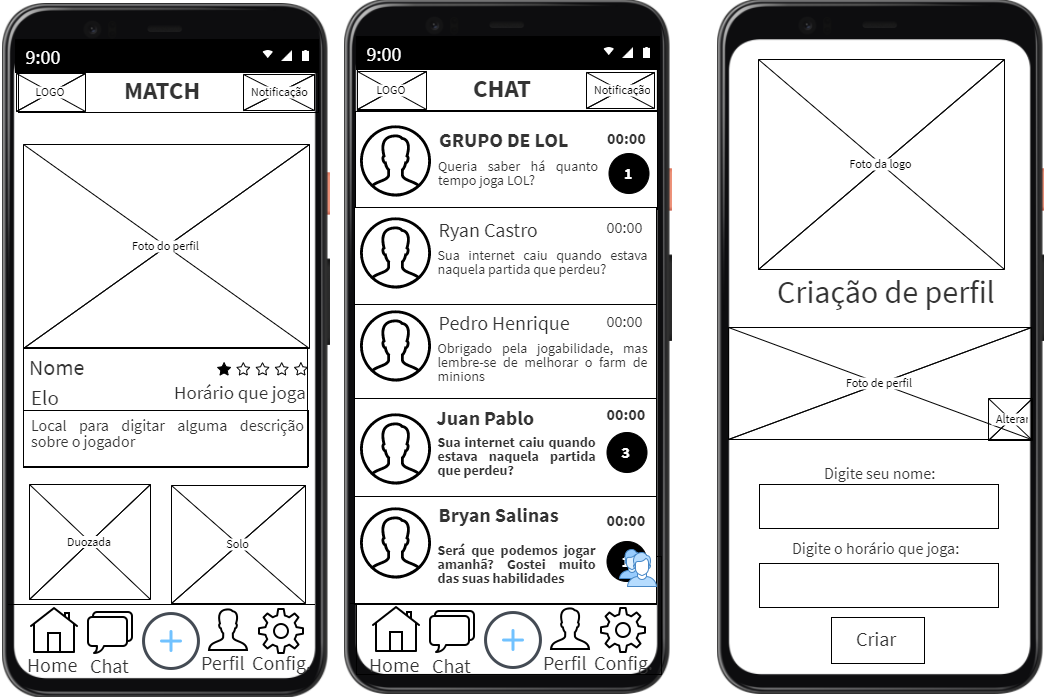 9:00
LOGO
MATCH
Notificação
Foto do perfil
Nome
Elo
Horário que joga
Local para digitar alguma descrição
sobre o jogador
Duozada
Solo
Home
Chat
Perfil
Config.
9:00
LOGO
CHAT
Notificação
GRUPO DE LOL
00:00
Queria saber há quanto
tempo joga LOL?
1
Ryan Castro
00:00
Sua internet caiu quando estava
naquela partida que perdeu?
Pedro Henrique
00:00
Obrigado pela jogabilidade, mas
lembre-se de melhorar o farm de
minions
Juan Pablo
00:00
Sua internet caiu quando
estava naquela partida
que perdeu?
3
Bryan Salinas
00:00
Será que podemos jogar
amanhã? Gostei muito
das suas habilidades
Home
Chat
Perfil
Config.
Foto da logo
Criação de perfil
Foto de perfil
Alterar
Digite seu nome:
Digite o horário que joga:
Criar